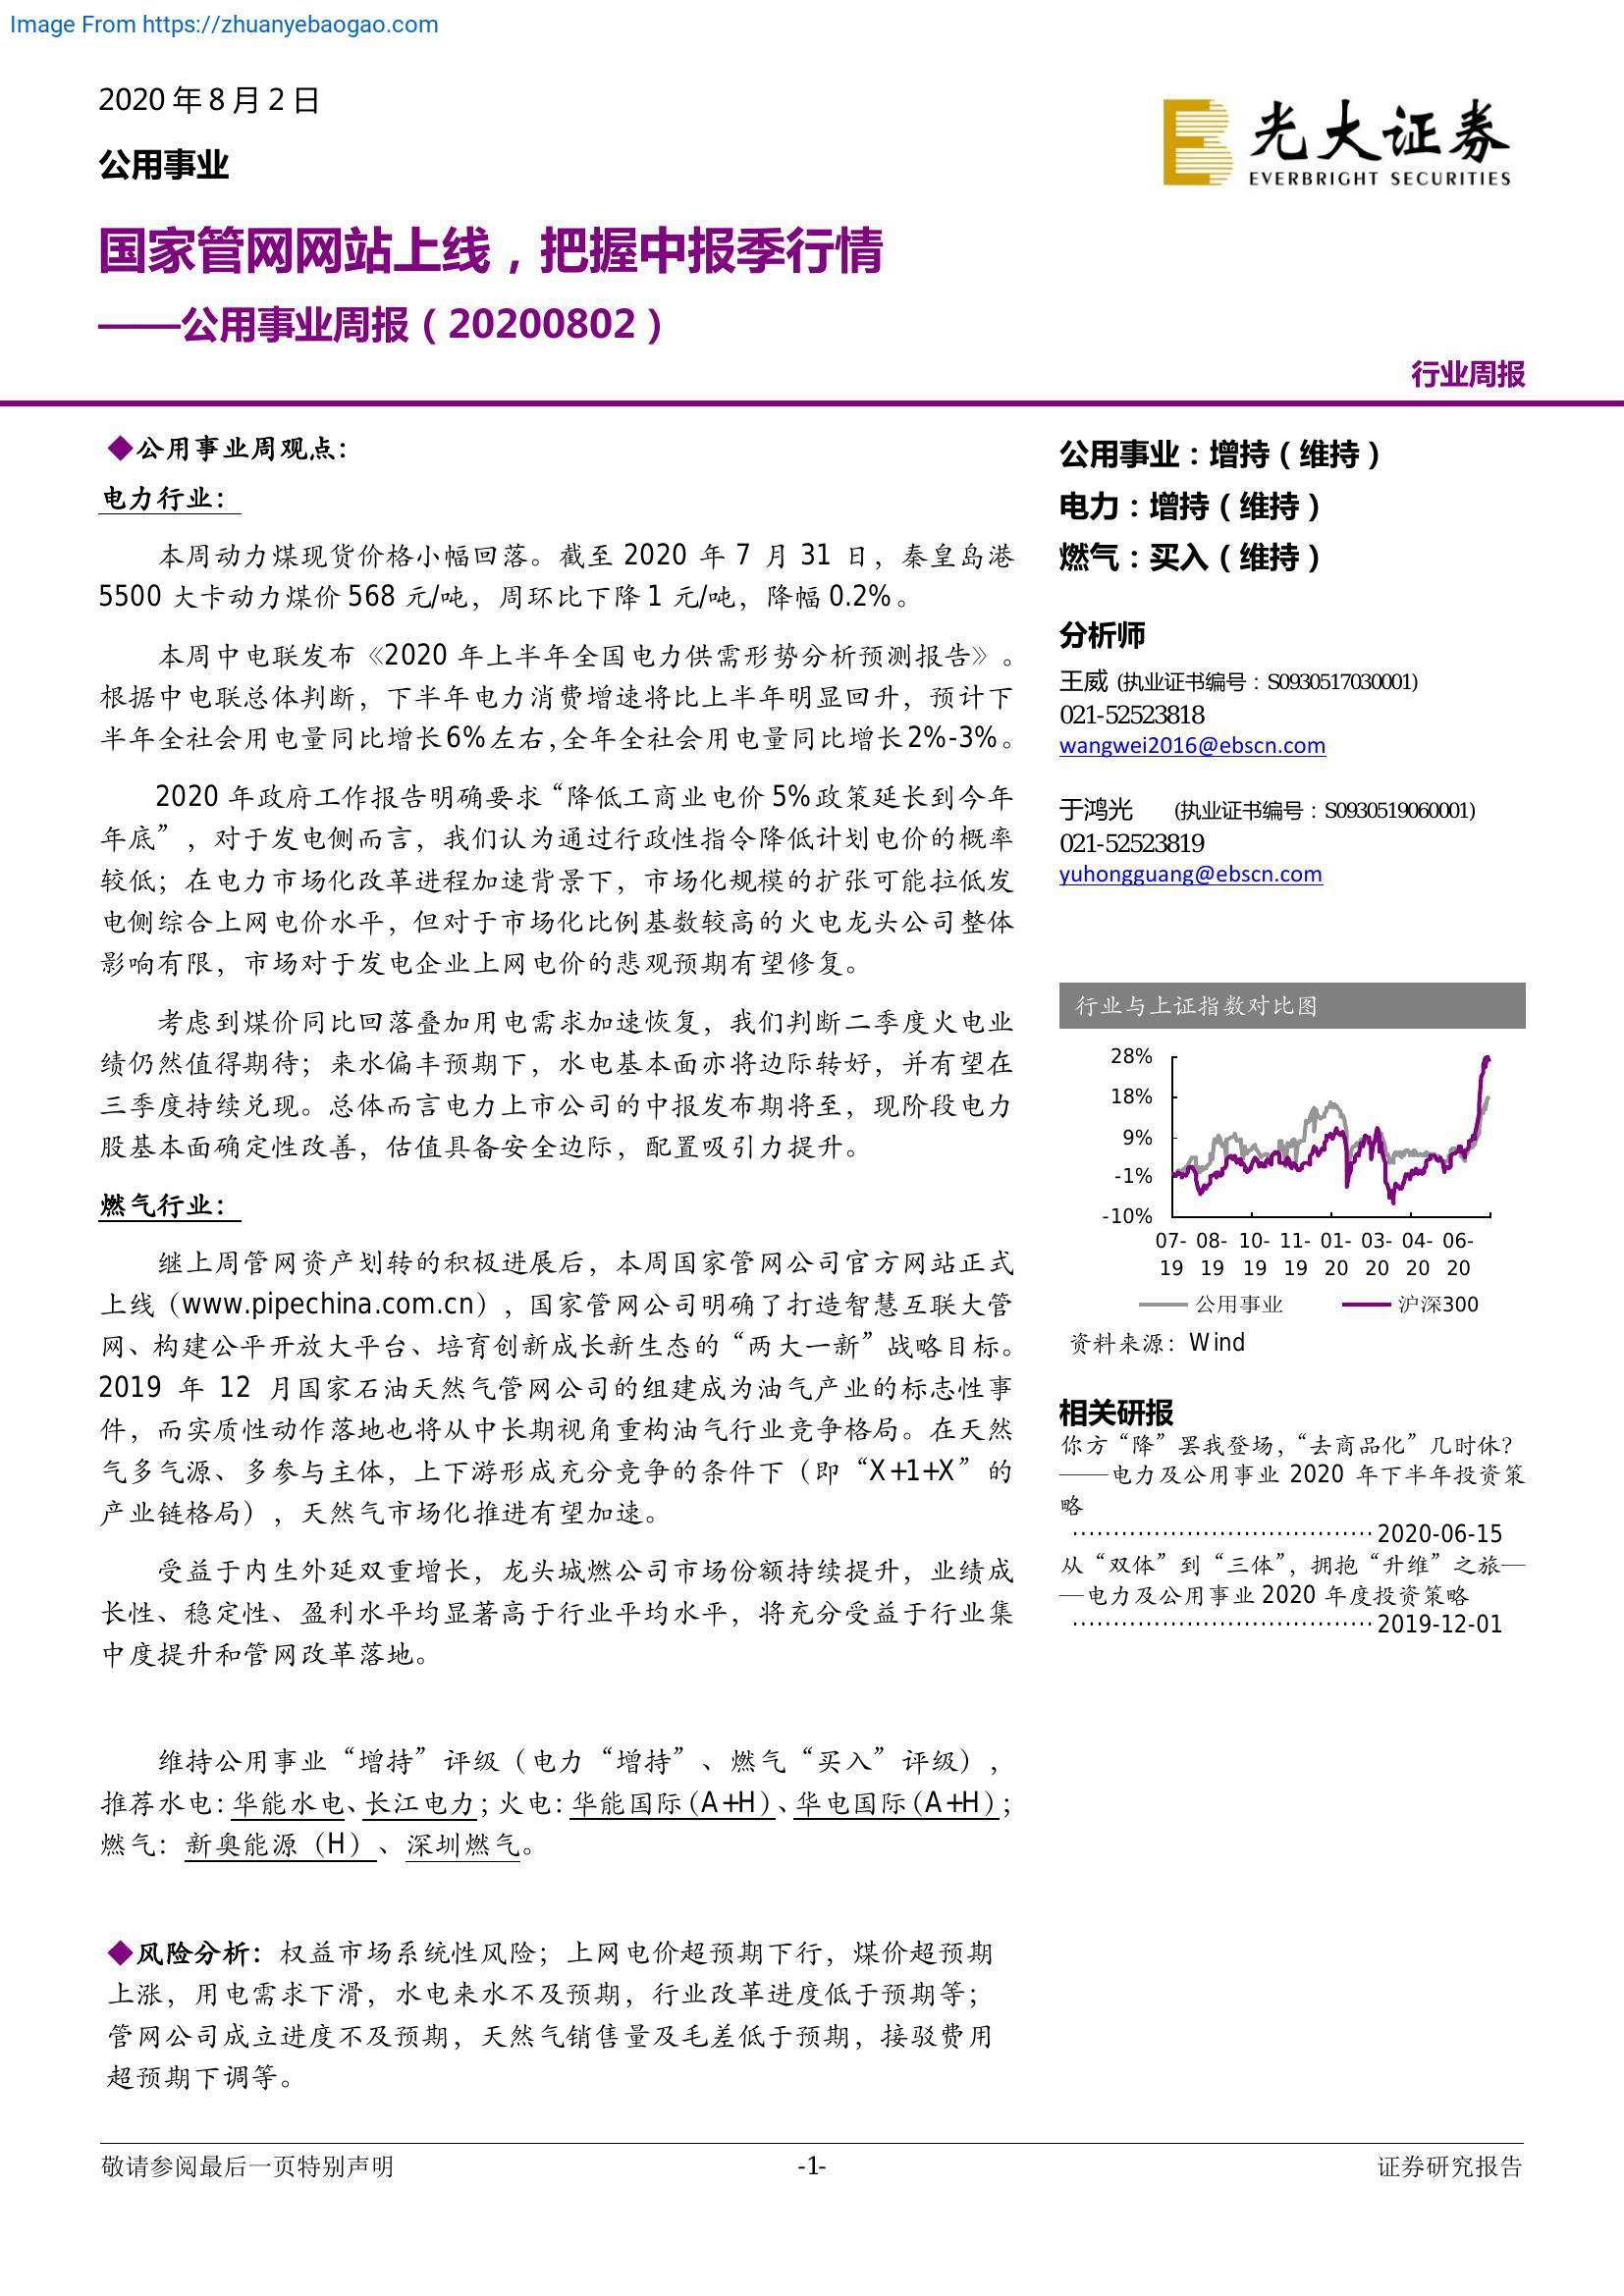 Image From https://zhuanyebaogao.com
2020 年 8 月 2 日
公用事业
光大证券
EVERBRIGHT SECURITIES
国家管网网站上线，把握中报季行情
——公用事业周报（20200802）
行业周报
◆公用事业周观点：
电力行业：
本周动力煤现货价格小幅回落。截至 2020 年 7 月 31 日，秦皇岛港
5500 大卡动力煤价 568 元/吨，周环比下降 1 元/吨，降幅 0.2%。
本周中电联发布《2020 年上半年全国电力供需形势分析预测报告》。
根据中电联总体判断，下半年电力消费增速将比上半年明显回升，预计下
半年全社会用电量同比增长 6%左右，全年全社会用电量同比增长 2%-3%。
2020 年政府工作报告明确要求“降低工商业电价 5%政策延长到今年
年底”，对于发电侧而言，我们认为通过行政性指令降低计划电价的概率
较低；在电力市场化改革进程加速背景下，市场化规模的扩张可能拉低发
电侧综合上网电价水平，但对于市场化比例基数较高的火电龙头公司整体
影响有限，市场对于发电企业上网电价的悲观预期有望修复。
考虑到煤价同比回落叠加用电需求加速恢复，我们判断二季度火电业
绩仍然值得期待；来水偏丰预期下，水电基本面亦将边际转好，并有望在
三季度持续兑现。总体而言电力上市公司的中报发布期将至，现阶段电力
股基本面确定性改善，估值具备安全边际，配置吸引力提升。
燃气行业：
继上周管网资产划转的积极进展后，本周国家管网公司官方网站正式
上线（www.pipechina.com.cn），国家管网公司明确了打造智慧互联大管
网、构建公平开放大平台、培育创新成长新生态的“两大一新”战略目标。
2019 年 12 月国家石油天然气管网公司的组建成为油气产业的标志性事
件，而实质性动作落地也将从中长期视角重构油气行业竞争格局。在天然
气多气源、多参与主体，上下游形成充分竞争的条件下（即“X+1+X”的
产业链格局），天然气市场化推进有望加速。
受益于内生外延双重增长，龙头城燃公司市场份额持续提升，业绩成
长性、稳定性、盈利水平均显著高于行业平均水平，将充分受益于行业集
中度提升和管网改革落地。
维持公用事业“增持”评级（电力“增持”、燃气“买入”评级），
推荐水电：华能水电、长江电力；火电：华能国际（A+H）、华电国际（A+H）；
燃气：新奥能源（H）、深圳燃气。
◆风险分析：权益市场系统性风险；上网电价超预期下行，煤价超预期
上涨，用电需求下滑，水电来水不及预期，行业改革进度低于预期等；
管网公司成立进度不及预期，天然气销售量及毛差低于预期，接驳费用
超预期下调等。
公用事业：增持（维持）
电力：增持（维持）
燃气：买入（维持）
分析师
王威 (执业证书编号：S0930517030001)
021-52523818
wangwei2016@ebscn.com
于鸿光 (执业证书编号：S0930519060001)
021-52523819
yuhongguang@ebscn.com
行业与上证指数对比图
28%
18%
9%
-1%
-10%
07- 08- 10- 11- 01- 03- 04- 06-
19 19 19 19 20 20 20 20
公用事业 沪深300
资料来源：Wind
相关研报
你方“降”罢我登场，“去商品化”几时休？
——电力及公用事业 2020 年下半年投资策
略
····································2020-06-15
从“双体”到“三体”，拥抱“升维”之旅—
—电力及公用事业 2020 年度投资策略
····································2019-12-01
敬请参阅最后一页特别声明 -1- 证券研究报告